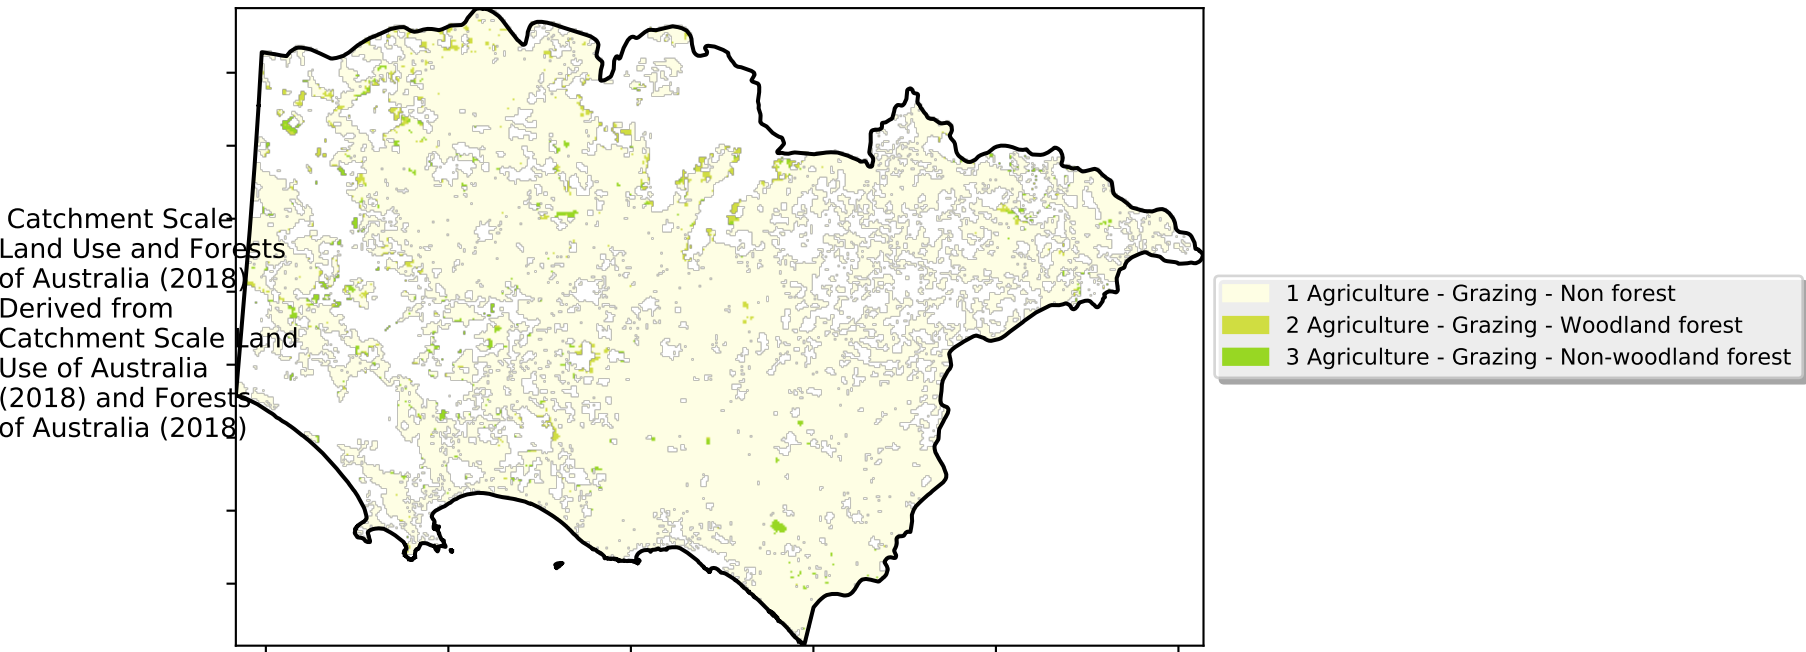 Catchment Scale
Land Use and Forests
of Australia (2018)
Derived from
Catchment Scale Land
Use of Australia
(2018) and Forests
of Australia (2018)
1 Agriculture - Grazing - Non forest
2 Agriculture - Grazing - Woodland forest
3 Agriculture - Grazing - Non-woodland forest